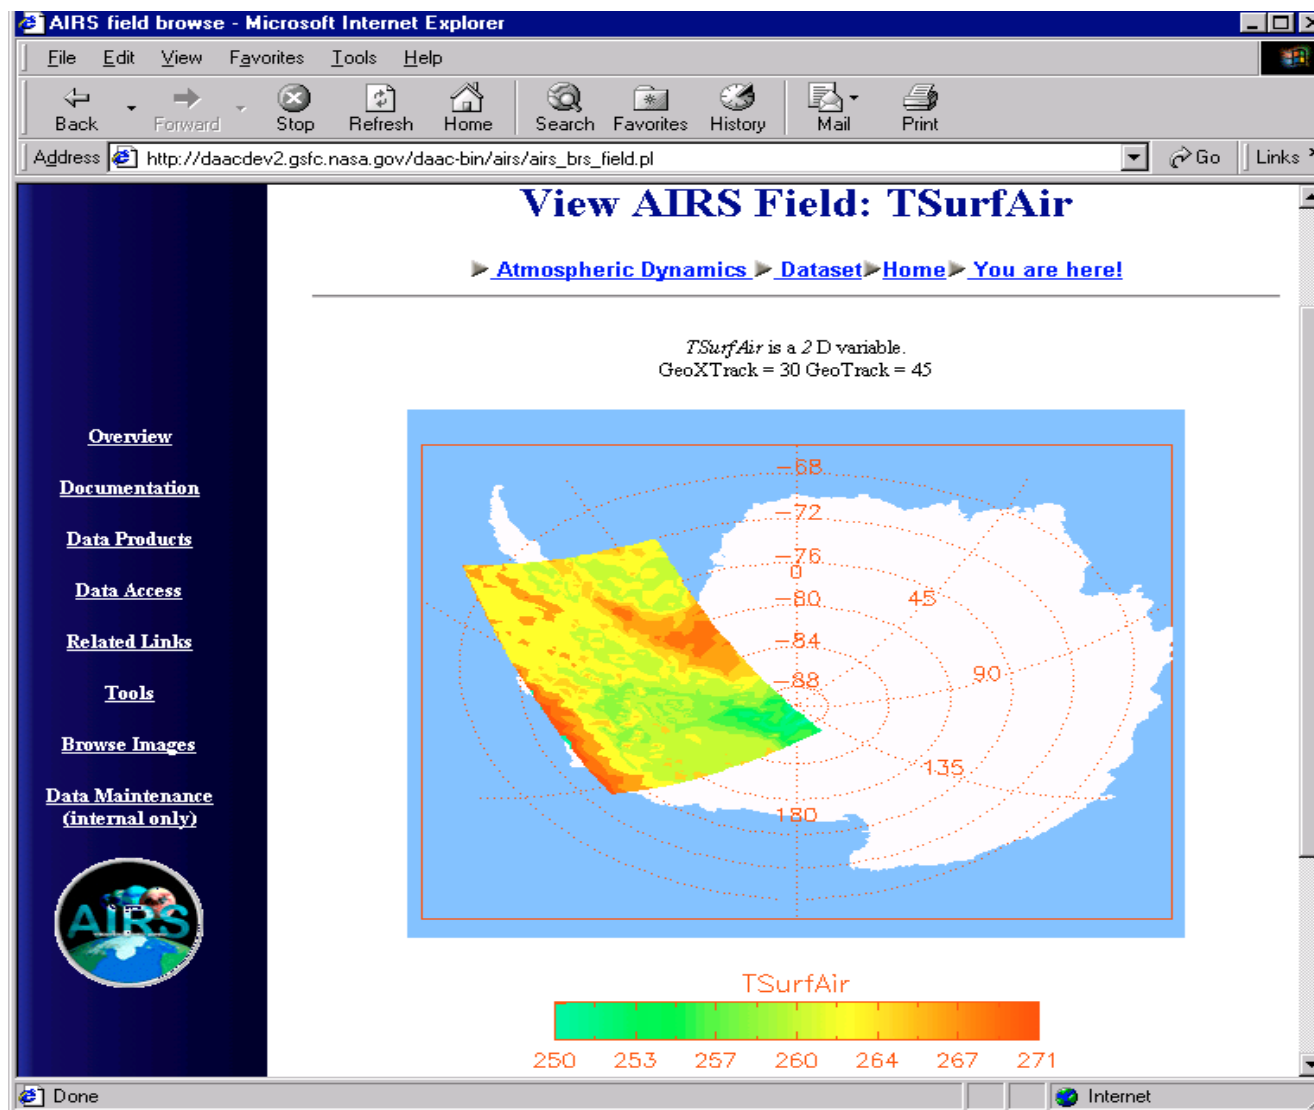 AIRS field browse - Microsoft Internet Explorer
File Edit View Favorites Tools Help
Back Forward Stop Refresh Home Search Favorites History Mail Print
Address http://daacdev2.gsfc.nasa.gov/daac-bin/airs/airs_brs_field.pl Go Links
View AIRS Field: TSurfAir
Atmospheric Dynamics Dataset Home You are here!
TSurfAir is a 2 D variable.
GeoXTrack = 30 GeoTrack = 45
Overview
Documentation
Data Products
Data Access
Related Links
Tools
Browse Images
Data Maintenance
(internal only)
AIRS
-68
-72
-76
0
-80 45
-84
-88 90
135
180
TSurfAir
250 253 257 260 264 267 271
Done Internet